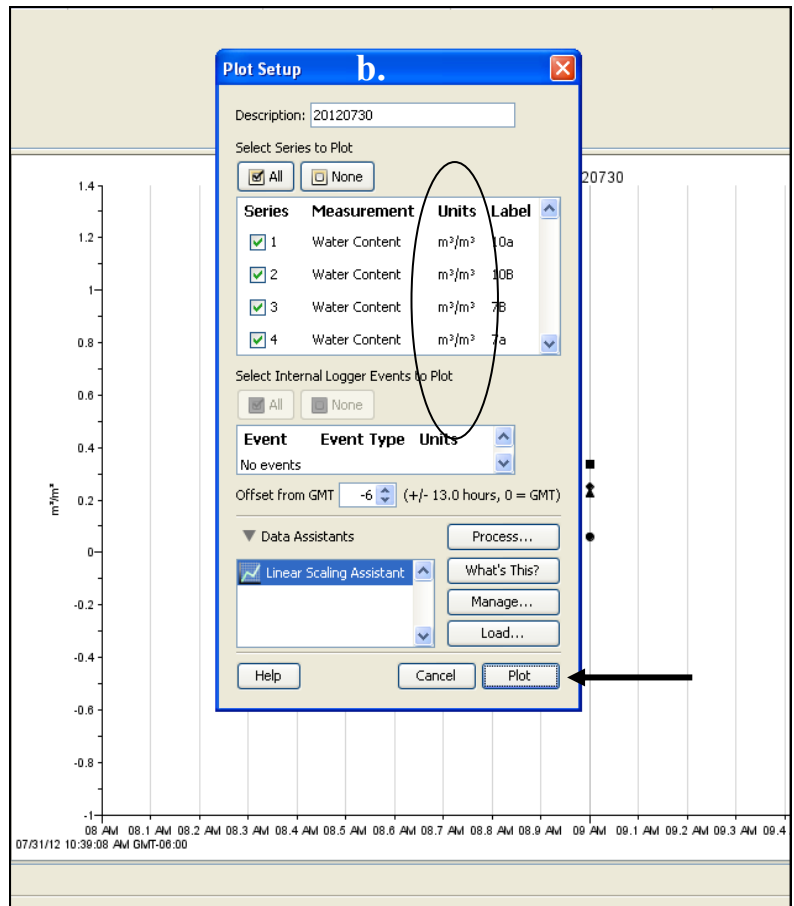 Plot Setup b.
Description: 20120730
Select Series to Plot
All None
Series Measurement Units Label
1 Water Content m³/m³ 10a
2 Water Content m³/m³ 10B
3 Water Content m³/m³ 7B
4 Water Content m³/m³ 7a
Select Internal Logger Events to Plot
All None
Event Event Type Units
No events
Offset from GMT -6 (+/- 13.0 hours, 0 = GMT)
Data Assistants
Process...
Linear Scaling Assistant
What's This?
Manage...
Load...
Help Cancel Plot
20730
1.4
1.2
1
0.8
0.6
0.4
0.2
0
-0.2
-0.4
-0.6
-0.8
-1
m³/m³
08 AM 08.1 AM 08.2 AM 08.3 AM 08.4 AM 08.5 AM 08.6 AM 08.7 AM 08.8 AM 08.9 AM 09 AM 09.1 AM 09.2 AM 09.3 AM 09.4
07/31/12 10:39:08 AM GMT-06:00